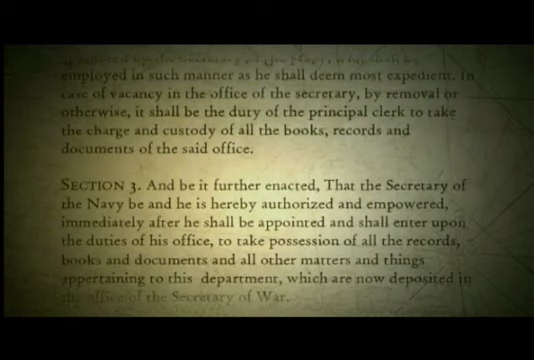 employed in such manner as he shall deem most expedient. In
case of vacancy in the office of the secretary, by removal or
otherwise, it shall be the duty of the principal clerk to take
the charge and custody of all the books, records and
documents of the said office.
SECTION 3. And be it further enacted, That the Secretary of
the Navy be and he is hereby authorized and empowered,
immediately after he shall be appointed and shall enter upon
the duties of his office, to take possession of all the records,
books and documents and all other matters and things
appertaining to this department, which are now deposited in
the office of the Secretary of War.